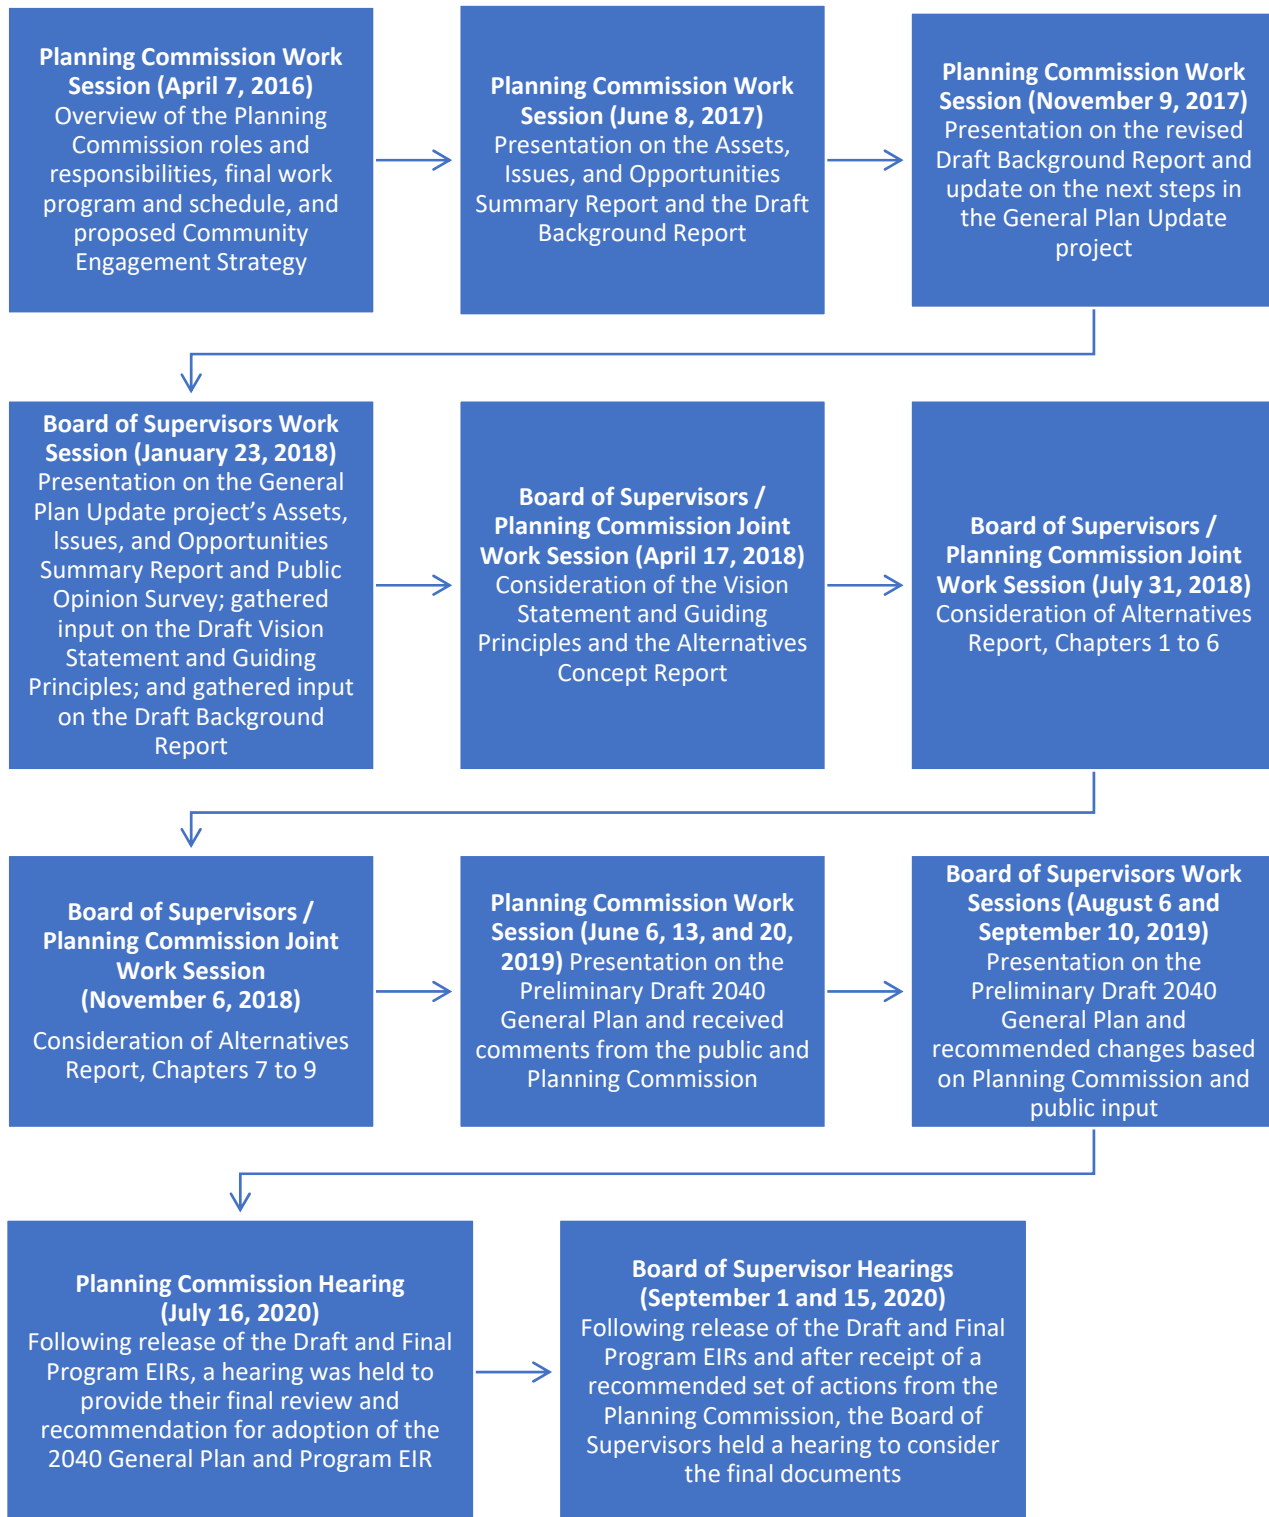 Planning Commission Work
Session (April 7, 2016)
Overview of the Planning
Commission roles and
responsibilities, final work
program and schedule, and
proposed Community
Engagement Strategy
Planning Commission Work
Session (June 8, 2017)
Presentation on the Assets,
Issues, and Opportunities
Summary Report and the Draft
Background Report
Planning Commission Work
Session (November 9, 2017)
Presentation on the revised
Draft Background Report and
update on the next steps in
the General Plan Update
project
Board of Supervisors Work
Session (January 23, 2018)
Presentation on the General
Plan Update project’s Assets,
Issues, and Opportunities
Summary Report and Public
Opinion Survey; gathered
input on the Draft Vision
Statement and Guiding
Principles; and gathered input
on the Draft Background
Report
Board of Supervisors /
Planning Commission Joint
Work Session (April 17, 2018)
Consideration of the Vision
Statement and Guiding
Principles and the Alternatives
Concept Report
Board of Supervisors /
Planning Commission Joint
Work Session (July 31, 2018)
Consideration of Alternatives
Report, Chapters 1 to 6
Board of Supervisors /
Planning Commission Joint
Work Session
(November 6, 2018)
Consideration of Alternatives
Report, Chapters 7 to 9
Planning Commission Work
Session (June 6, 13, and 20,
2019) Presentation on the
Preliminary Draft 2040
General Plan and received
comments from the public and
Planning Commission
Board of Supervisors Work
Sessions (August 6 and
September 10, 2019)
Presentation on the
Preliminary Draft 2040
General Plan and
recommended changes based
on Planning Commission and
public input
Planning Commission Hearing
(July 16, 2020)
Following release of the Draft and Final
Program EIRs, a hearing was held to
provide their final review and
recommendation for adoption of the
2040 General Plan and Program EIR
Board of Supervisor Hearings
(September 1 and 15, 2020)
Following release of the Draft and Final
Program EIRs and after receipt of a
recommended set of actions from the
Planning Commission, the Board of
Supervisors held a hearing to consider
the final documents